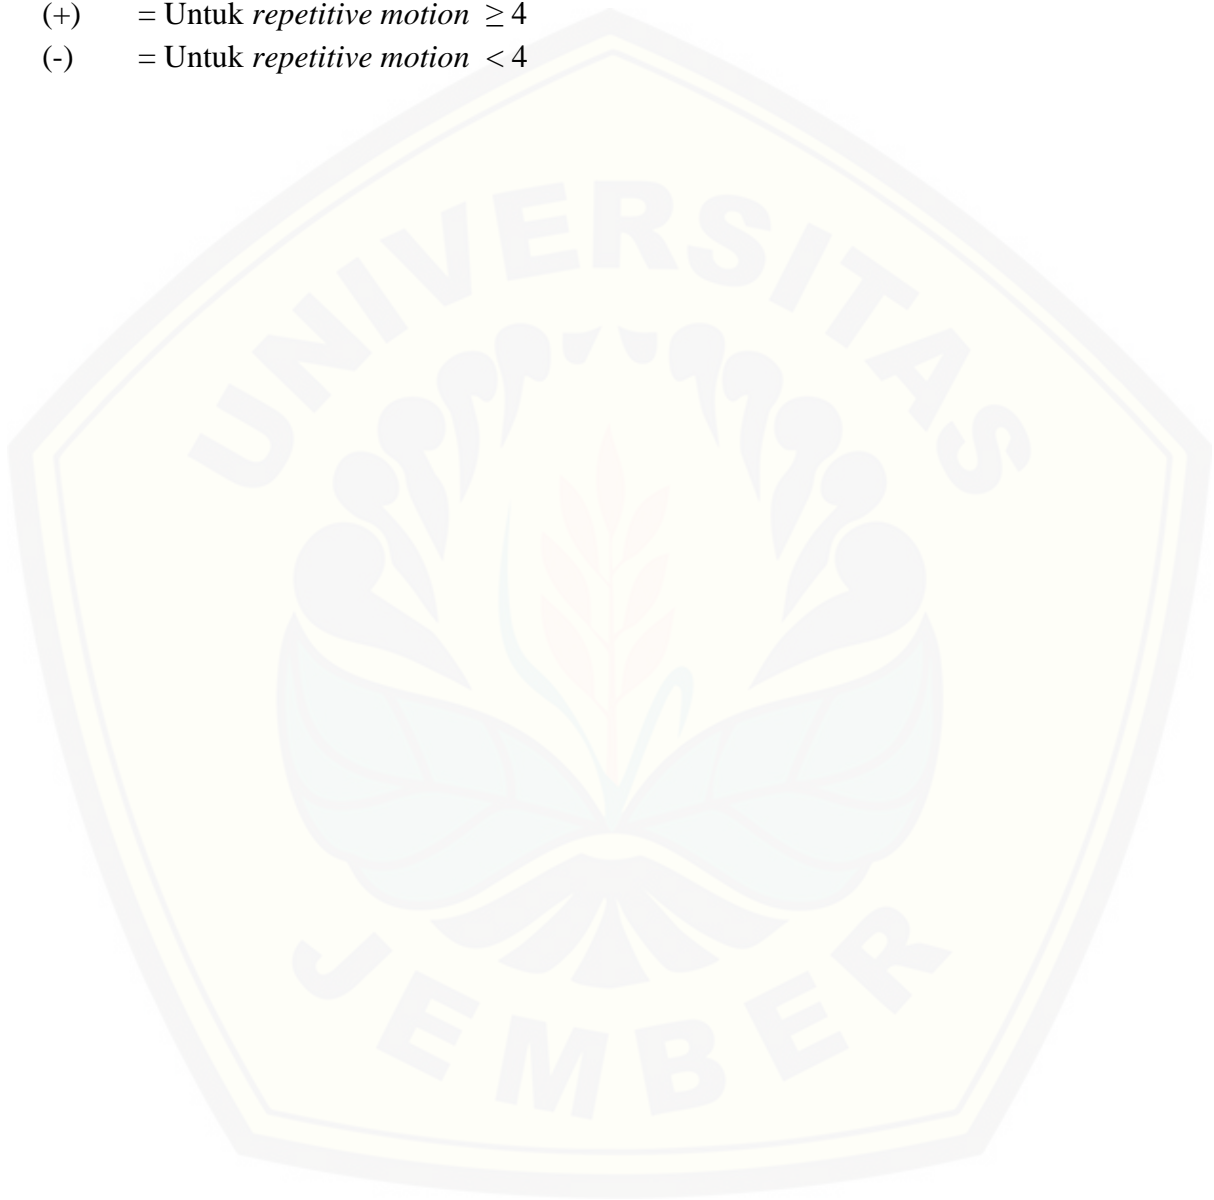 (+) = Untuk repetitive motion ≥ 4
(-) = Untuk repetitive motion < 4
UNIVERSITAS
JEMBER